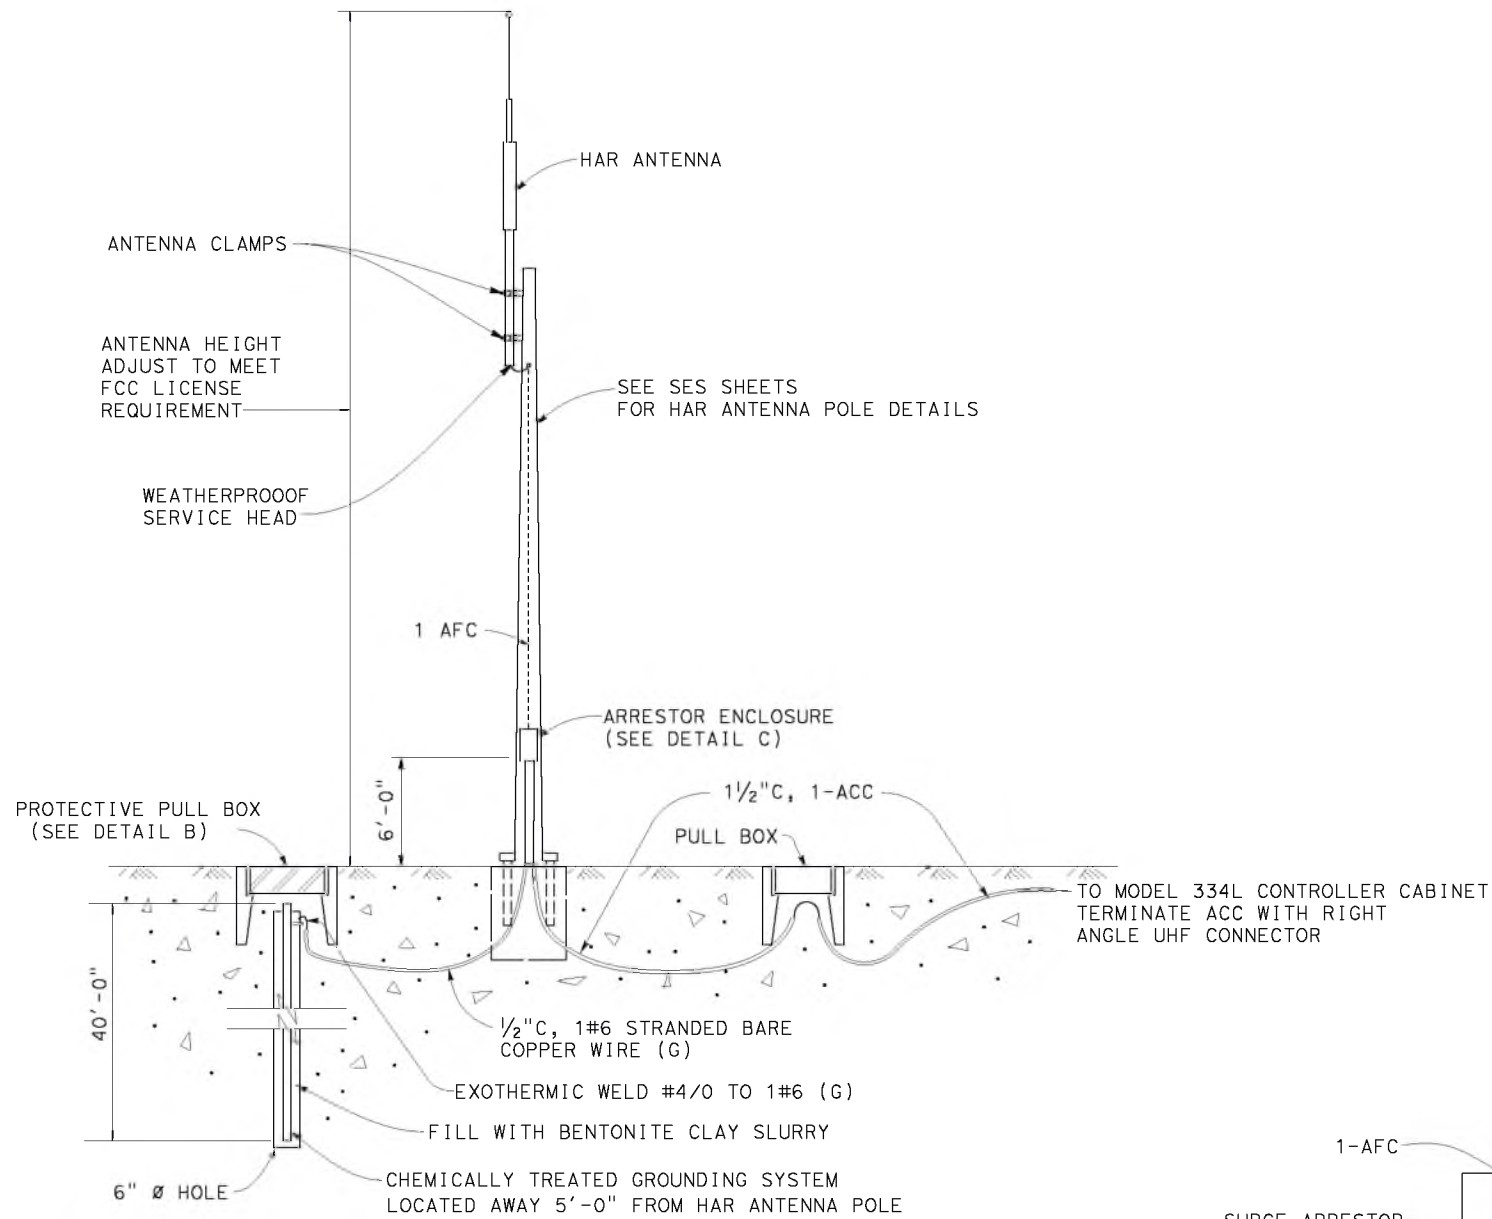 HAR ANTENNA
ANTENNA CLAMPS
ANTENNA HEIGHT
ADJUST TO MEET
FCC LICENSE
REQUIREMENT
SEE SES SHEETS
FOR HAR ANTENNA POLE DETAILS
WEATHERPROOOF
SERVICE HEAD
1 AFC
ARRESTOR ENCLOSURE
(SEE DETAIL C)
6'-0"
1½"C, 1-ACC
PROTECTIVE PULL BOX
(SEE DETAIL B)
PULL BOX
TO MODEL 334L CONTROLLER CABINET
TERMINATE ACC WITH RIGHT
ANGLE UHF CONNECTOR
40'-0"
½"C, 1#6 STRANDED BARE
COPPER WIRE (G)
EXOTHERMIC WELD #4/0 TO 1#6 (G)
FILL WITH BENTONITE CLAY SLURRY
6" Ø HOLE
CHEMICALLY TREATED GROUNDING SYSTEM
LOCATED AWAY 5'-0" FROM HAR ANTENNA POLE
1-AFC
SURGE ARRESTOR